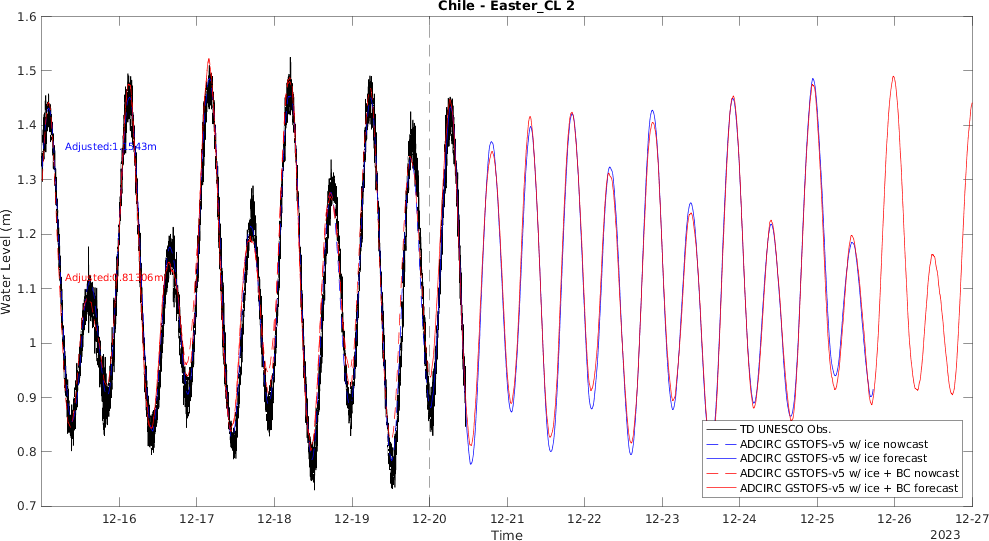 Chile - Easter_CL 2
Water Level (m)
1.6
1.5
1.4
1.3
1.2
1.1
1
0.9
0.8
0.7
Adjusted:0.81306m
TD UNESCO Obs.
ADCIRC GSTOFS-v5 w/ ice nowcast
ADCIRC GSTOFS-v5 w/ ice forecast
ADCIRC GSTOFS-v5 w/ ice + BC nowcast
ADCIRC GSTOFS-v5 w/ ice + BC forecast
12-16 12-17 12-18 12-19 12-20 12-21 12-22 12-23 12-24 12-25 12-26 12-27
Time
2023